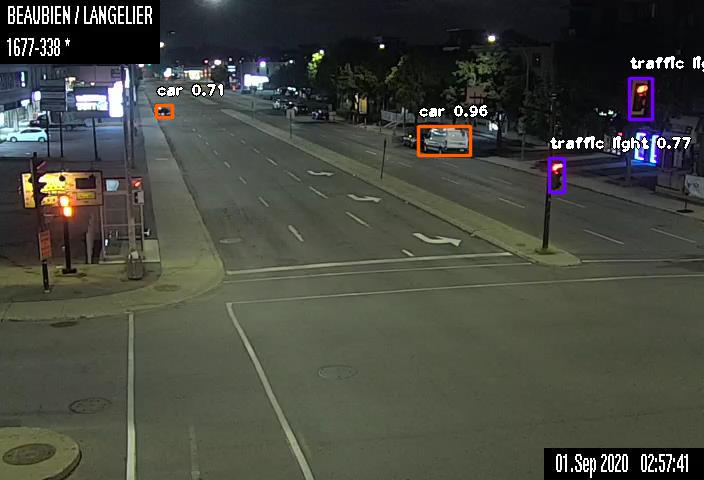 BEAUBIEN / LANGELIER
1677-338 *
traffic lig
car 0.71
car 0.96
traffic light 0.77
01.Sep 2020 02:57:41